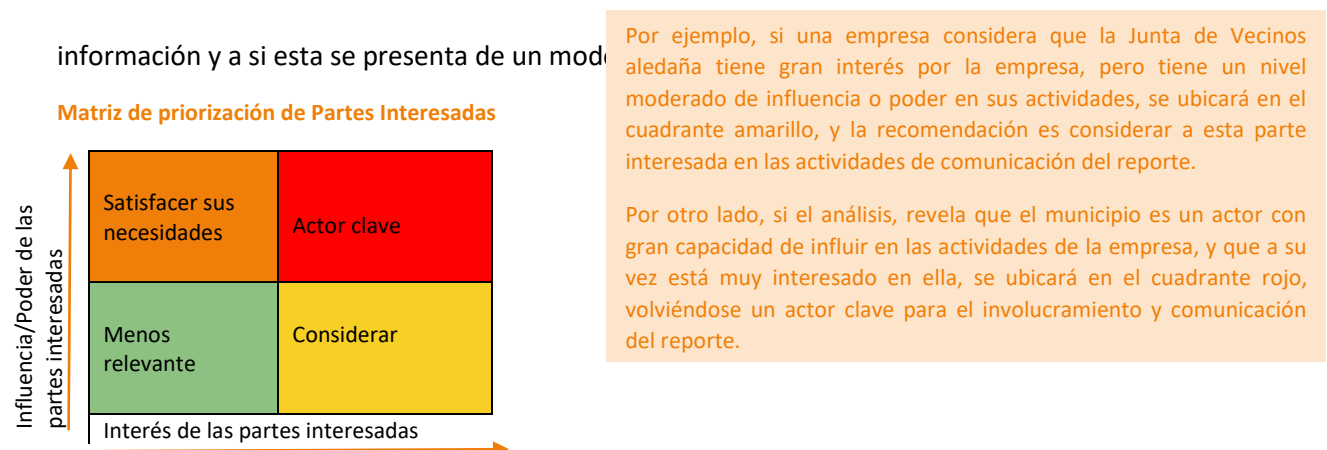 información y a si esta se presenta de un
Matriz de priorización de Partes Interesadas
Influencia/Poder de las
partes interesadas
Satisfacer sus
necesidades
Actor clave
Menos
relevante
Considerar
Interés de las partes interesadas
Por ejemplo, si una empresa considera que la Junta de Vecinos
aledaña tiene gran interés por la empresa, pero tiene un nivel
moderado de influencia o poder en sus actividades, se ubicará en el
cuadrante amarillo, y la recomendación es considerar a esta parte
interesada en las actividades de comunicación del reporte.
Por otro lado, si el análisis, revela que el municipio es un actor con
gran capacidad de influir en las actividades de la empresa, y que a su
vez está muy interesado en ella, se ubicará en el cuadrante rojo,
volviéndose un actor clave para el involucramiento y comunicación
del reporte.